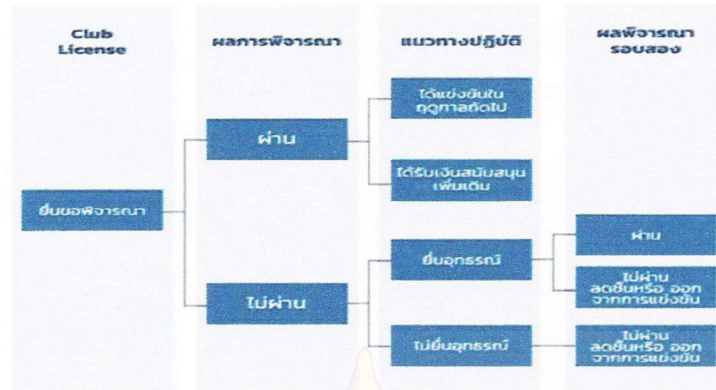 Club
License
ผลการพิจารณา
แนวทางปฏิบัติ
ผลพิจารณา
รอบสอง
ได้แข่งขันใน
ฤดูกาลถัดไป
ผ่าน
ได้รับเงินสนับสนุน
เพิ่มเติม
ยื่นขอพิจารณา
ผ่าน
ยื่นอุทธรณ์
ไม่ผ่าน
ลดชั้นหรือ ออก
จากการแข่งขัน
ไม่ผ่าน
ไม่ยื่นอุทธรณ์
ไม่ผ่าน
ลดชั้นหรือ ออก
จากการแข่งขัน